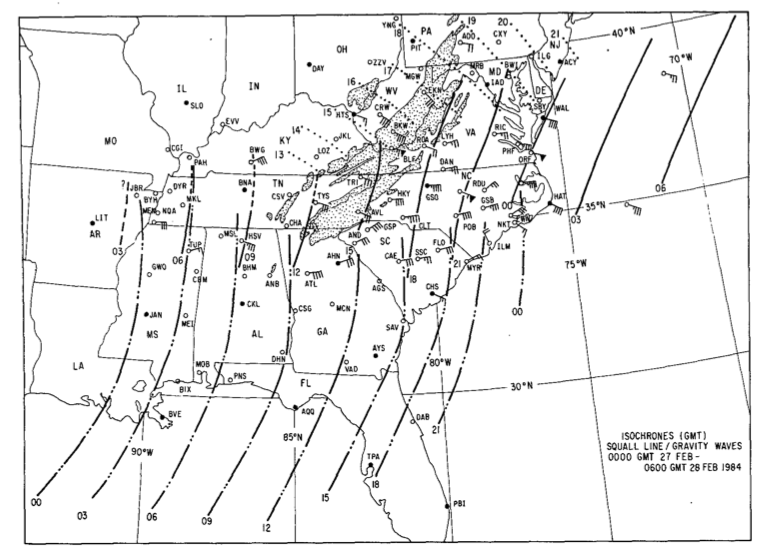 YNG
18
PA
19
20
21
NJ
40°N
70°W
OH
PIT
AOO
CXY
ILG
ACY
DAY
ZZV
17
MGW
MRB
MD
BWI
IAD
DE
IL
IN
16
WV
EKN
SBY
WAL
SLO
15
HTS
CRW
VA
RIC
MO
EVV
KY
14
JKL
BKW
ROA
LYH
PHF
ORF
CGI
PAH
BWG
13
LOZ
BLF
DAN
06
?
JBR
DYR
BNA
TN
CSV
TYS
TRI
HKY
GSO
NC
RDU
00
HAT
35°N
03
BYH
MKL
MEM
NQA
GSB
NKT
EWN
LIT
AR
CHA
AVL
GSP
CLT
POB
03
TUP
MSL
HSV
AND
SC
FLO
ILM
75°W
06
09
12
AHN
15
CAE
SSC
21
MYR
GWO
CBM
BHM
ANB
ATL
AGS
18
CHS
00
JAN
MEI
CKL
CSG
MCN
SAV
MS
AL
GA
AYS
80°W
LA
MOB
DHN
VAD
30°N
BIX
PNS
FL
BVE
AQQ
DAB
90°W
85°N
21
ISOCHRONES (GMT)
SQUALL LINE/GRAVITY WAVES
0000 GMT 27 FEB-
0600 GMT 28 FEB 1984
TPA
18
00
03
06
09
12
15
PBI